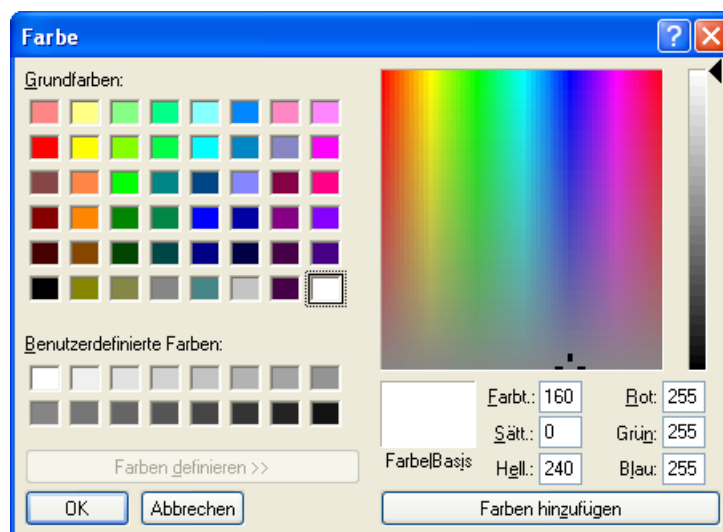 Farbe
Grundfarben:
Benutzerdefinierte Farben:
Farben definieren >>
OK
Abbrechen
Farbe|Basis
Farbt.: 160
Sätt.: 0
Hell.: 240
Rot: 255
Grün: 255
Blau: 255
Farben hinzufügen